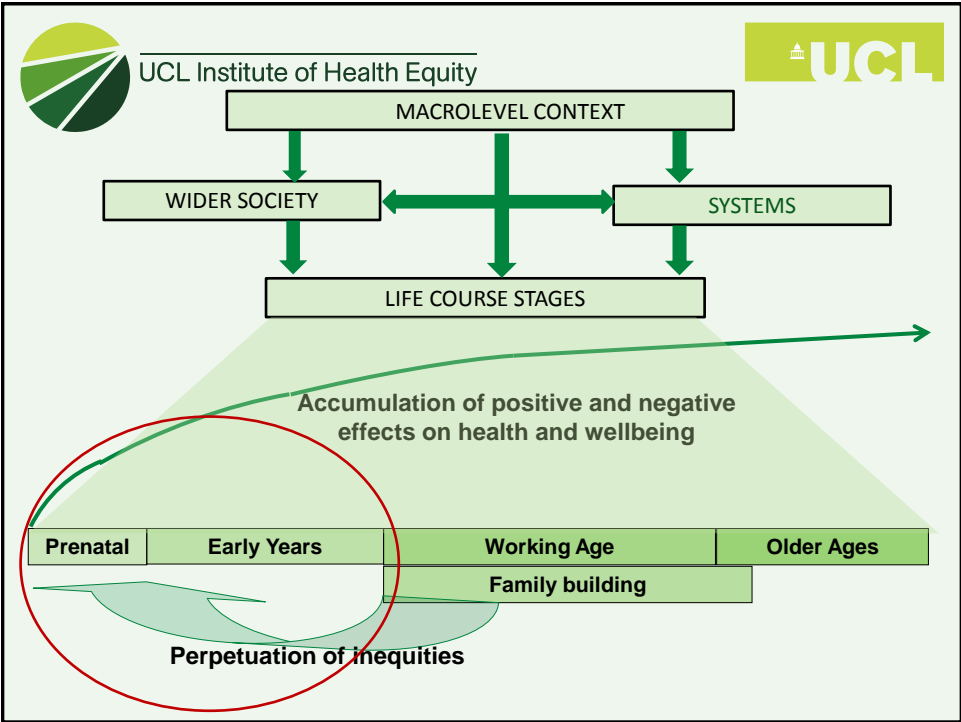 UCL Institute of Health Equity
UCL
MACROLEVEL CONTEXT
WIDER SOCIETY
SYSTEMS
LIFE COURSE STAGES
Accumulation of positive and negative
effects on health and wellbeing
Prenatal
Early Years
Working Age
Older Ages
Family building
Perpetuation of inequities